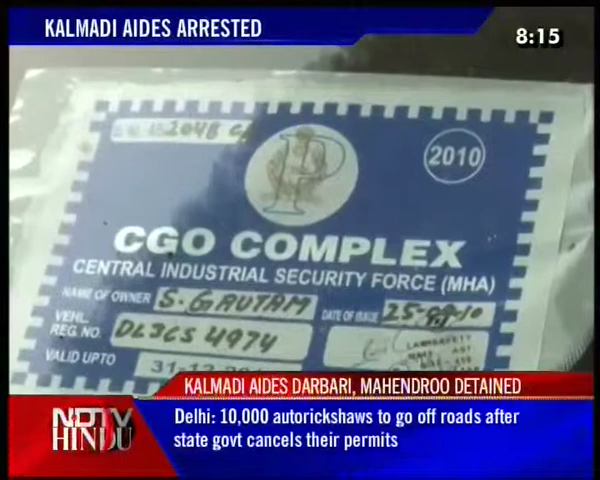 KALMADI AIDES ARRESTED
8:15
2048
P
2010
CGO COMPLEX
CENTRAL INDUSTRIAL SECURITY FORCE (MHA)
NAME OF OWNER S. GAUTAM DATE OF ISSUE 25-09-10
VEHL. REG. NO. DL3CS 4974
VALID UPTO 31-12
KALMADI AIDES DARBARI, MAHENDROO DETAINED
NDTV
HINDU
Delhi: 10,000 autorickshaws to go off roads after
state govt cancels their permits